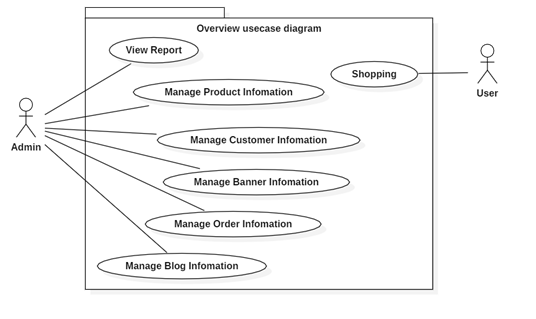 Overview usecase diagram
View Report
Shopping
Manage Product Infomation
User
Admin
Manage Customer Infomation
Manage Banner Infomation
Manage Order Infomation
Manage Blog Infomation